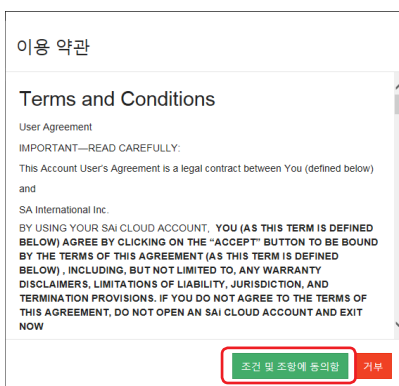 이용 약관
Terms and Conditions
User Agreement
IMPORTANT—READ CAREFULLY:
This Account User's Agreement is a legal contract between You (defined below)
and
SA International Inc.
BY USING YOUR SAi CLOUD ACCOUNT, YOU (AS THIS TERM IS DEFINED
BELOW) AGREE BY CLICKING ON THE “ACCEPT” BUTTON TO BE BOUND
BY THE TERMS OF THIS AGREEMENT (AS THIS TERM IS DEFINED
BELOW) , INCLUDING, BUT NOT LIMITED TO, ANY WARRANTY
DISCLAIMERS, LIMITATIONS OF LIABILITY, JURISDICTION, AND
TERMINATION PROVISIONS. IF YOU DO NOT AGREE TO THE TERMS OF
THIS AGREEMENT, DO NOT OPEN AN SAi CLOUD ACCOUNT AND EXIT
NOW
조건 및 조항에 동의함 거부